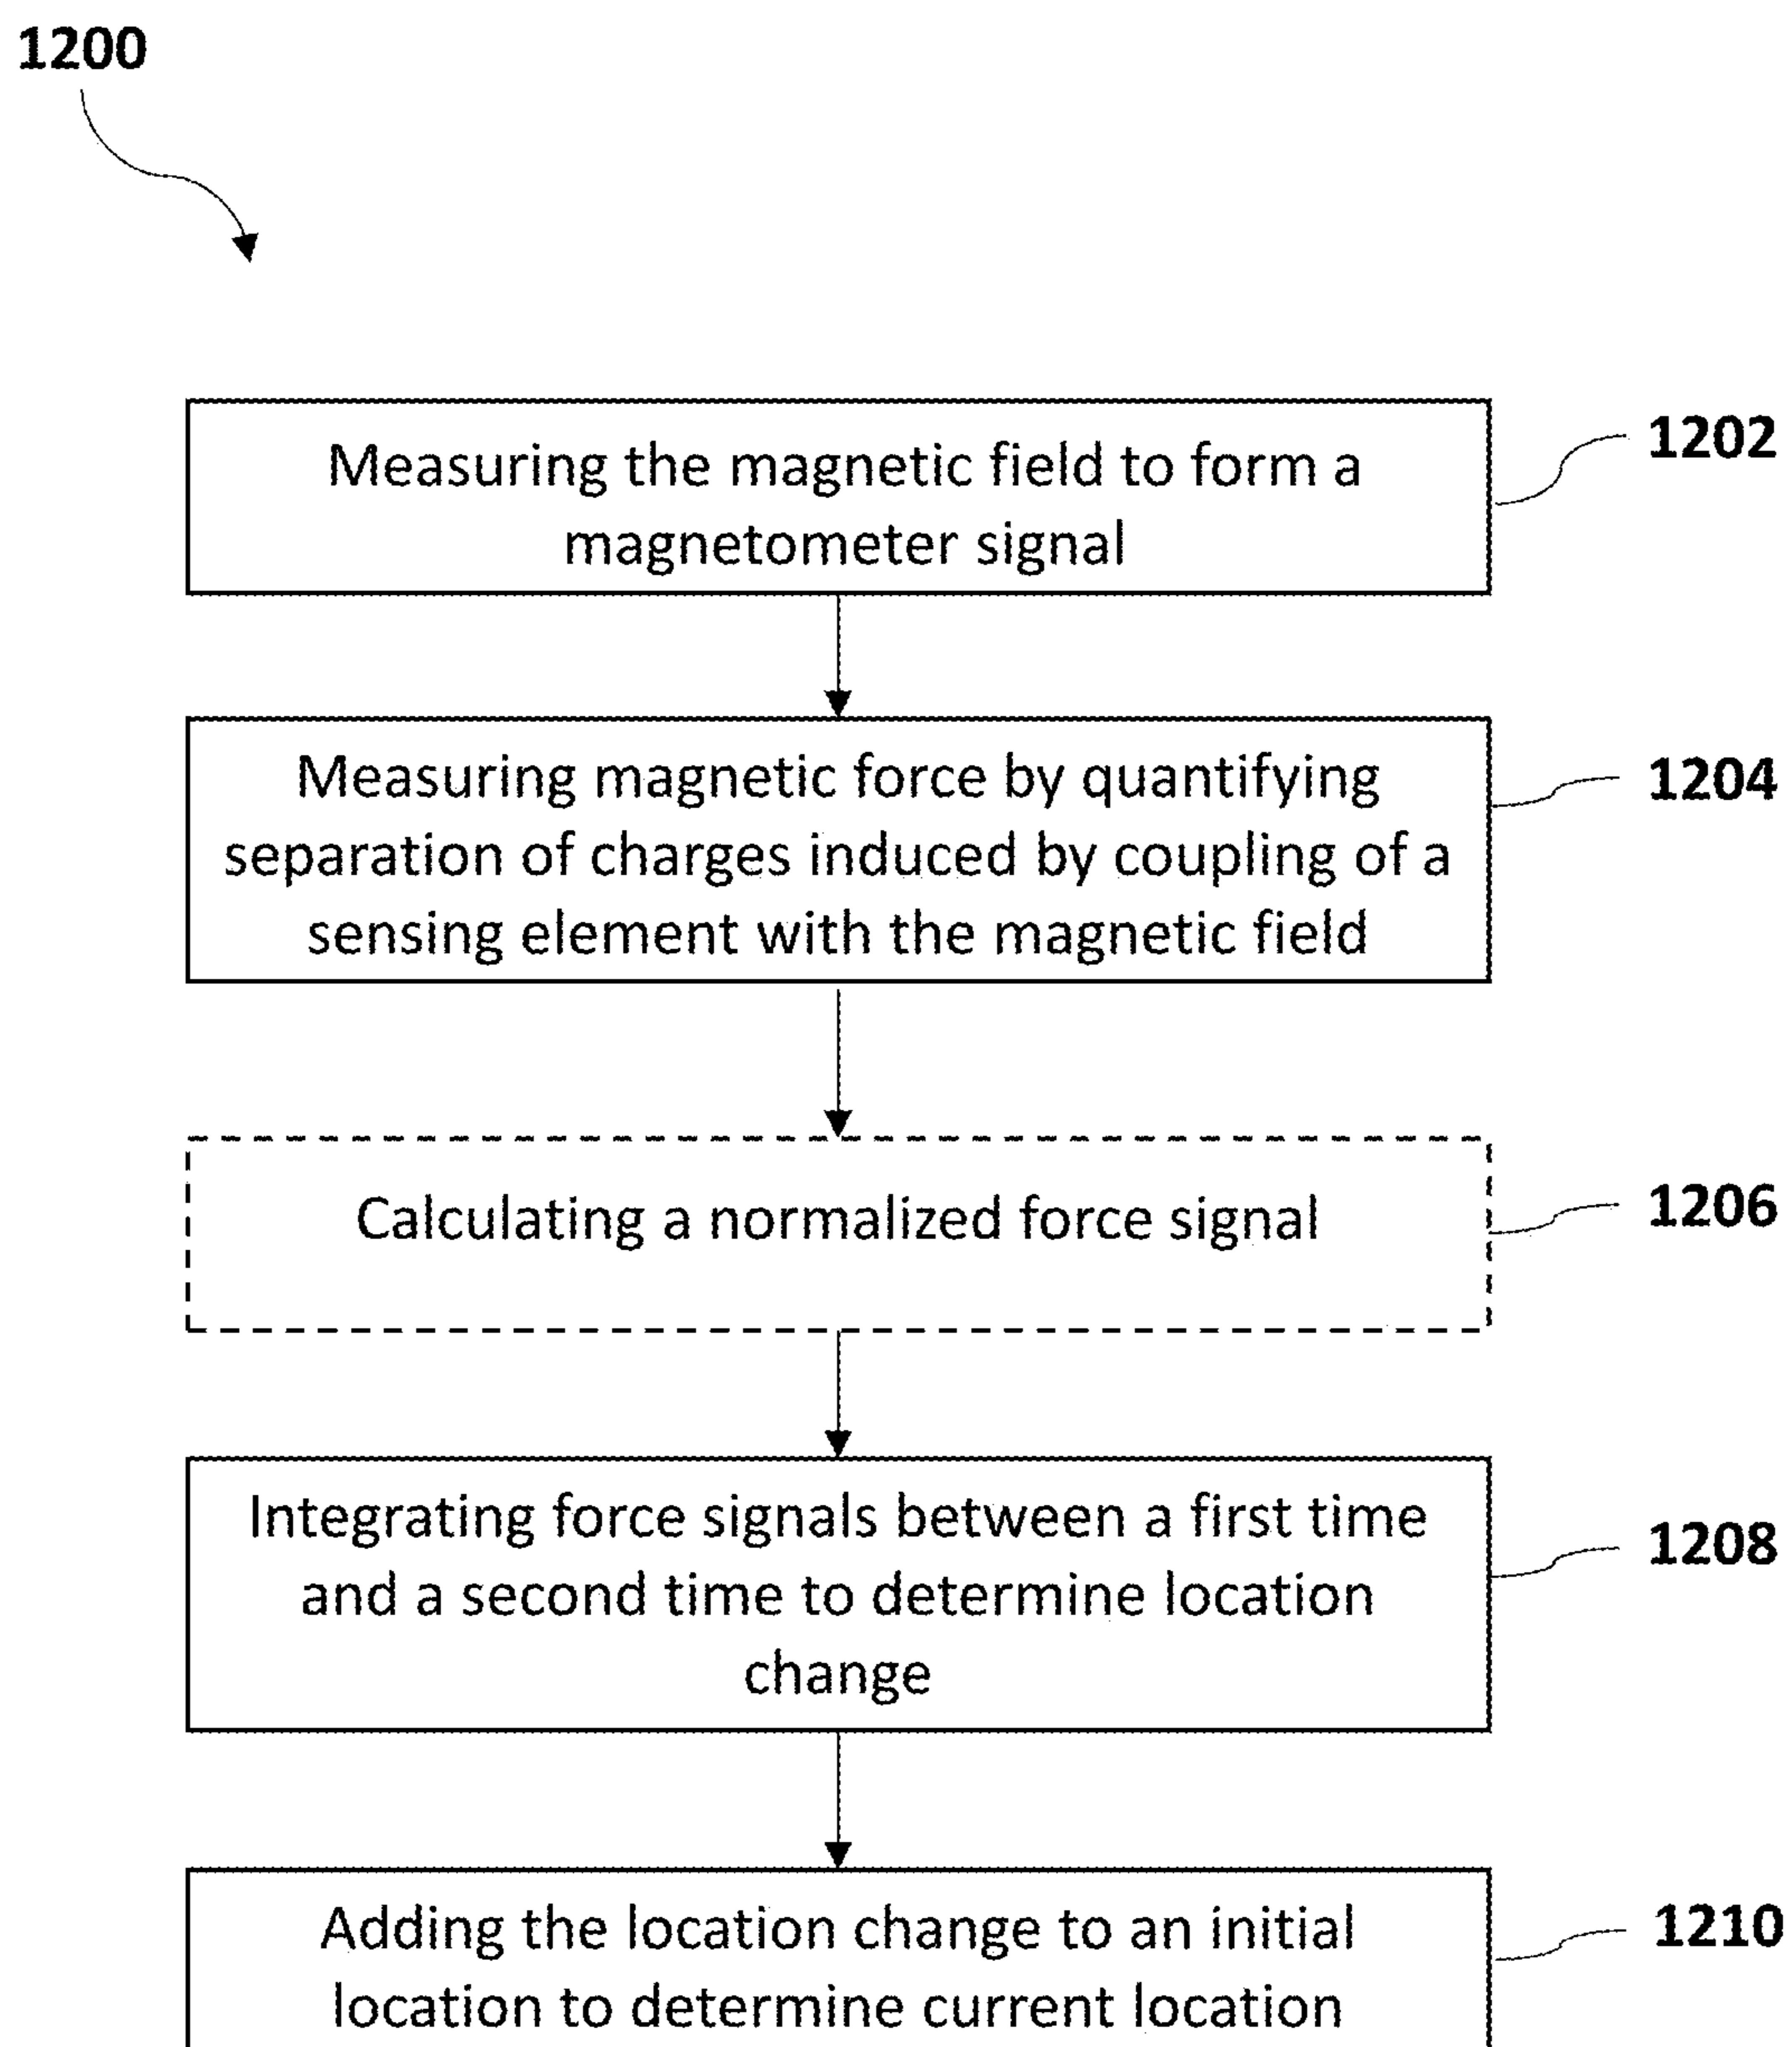 1200
Measuring the magnetic field to form a
magnetometer signal
1202
Measuring magnetic force by quantifying
separation of charges induced by coupling of a
sensing element with the magnetic field
1204
Calculating a normalized force signal
1206
Integrating force signals between a first time
and a second time to determine location
change
1208
Adding the location change to an initial
location to determine current location
1210